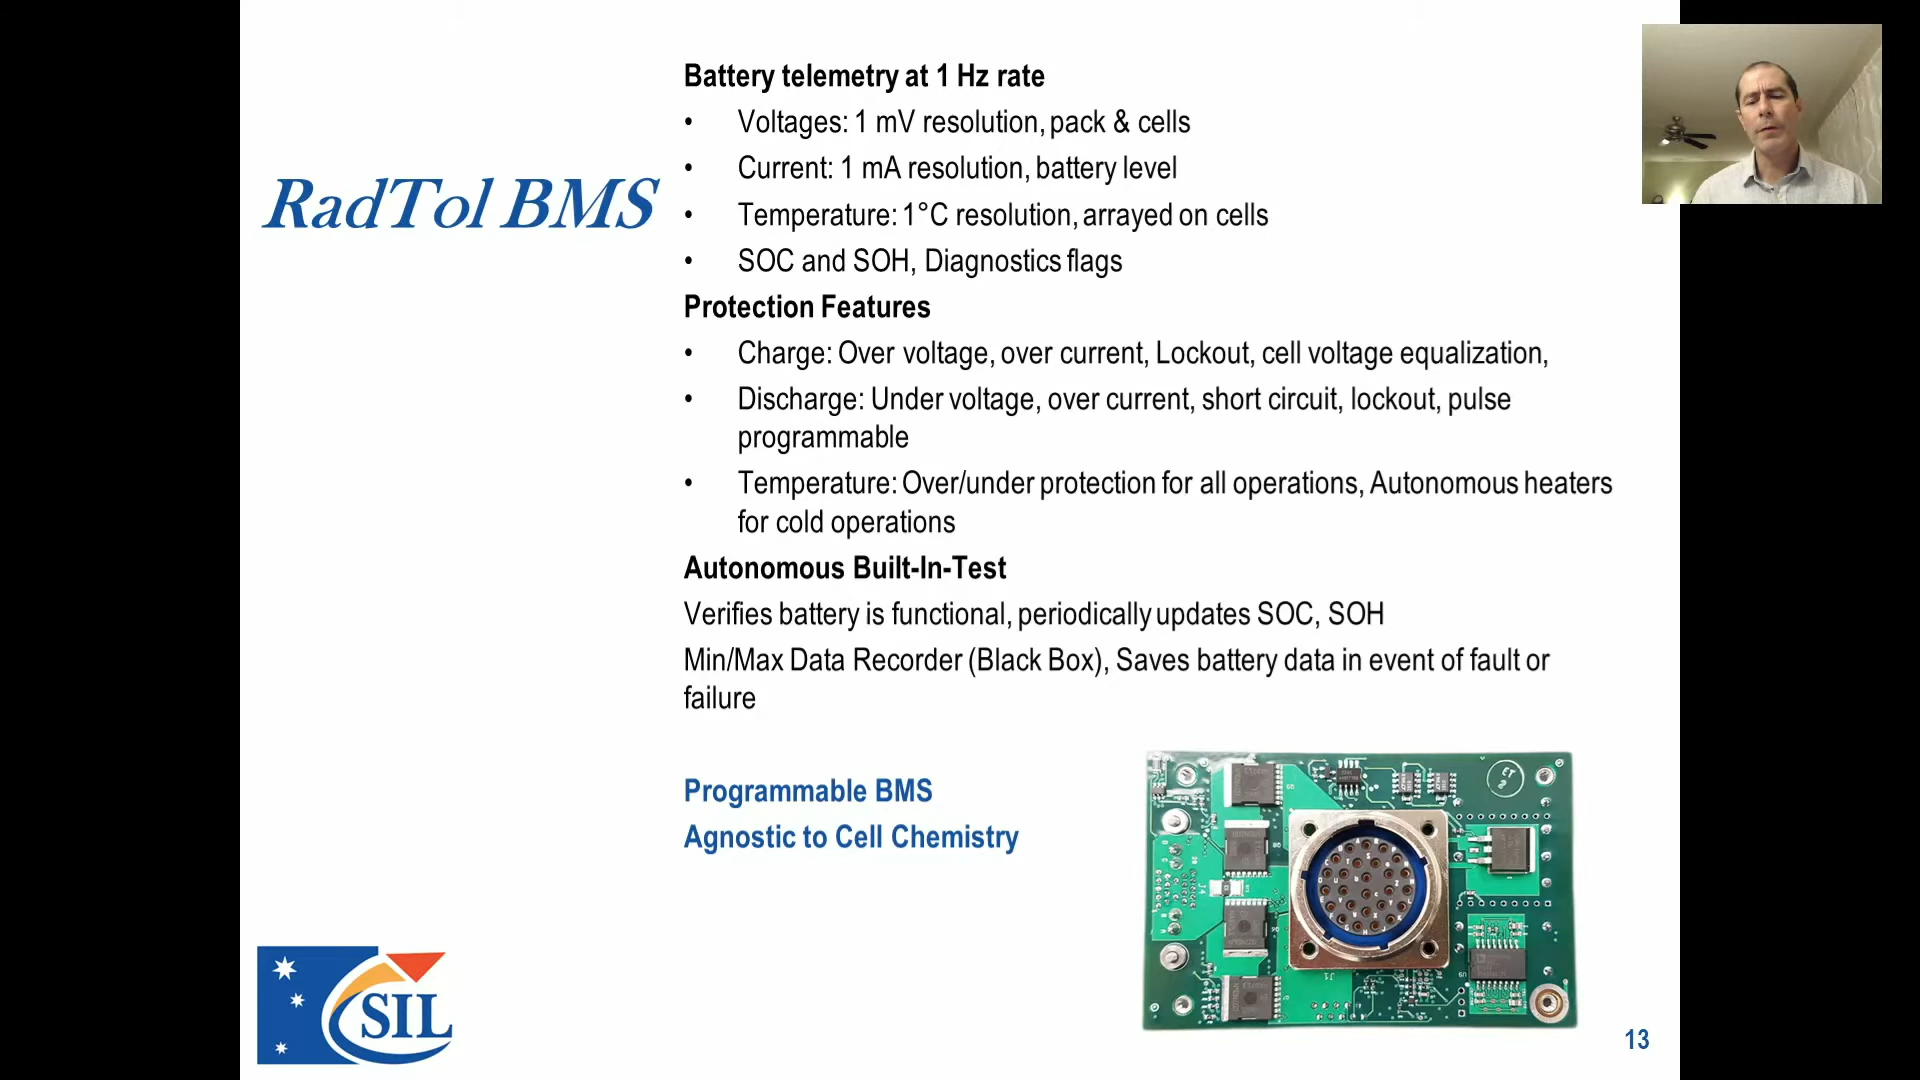 RadTol BMS
Battery telemetry at 1 Hz rate
• Voltages: 1 mV resolution, pack & cells
• Current: 1 mA resolution, battery level
• Temperature: 1°C resolution, arrayed on cells
• SOC and SOH, Diagnostics flags
Protection Features
• Charge: Over voltage, over current, Lockout, cell voltage equalization,
• Discharge: Under voltage, over current, short circuit, lockout, pulse
programmable
• Temperature: Over/under protection for all operations, Autonomous heaters
for cold operations
Autonomous Built-In-Test
Verifies battery is functional, periodically updates SOC, SOH
Min/Max Data Recorder (Black Box), Saves battery data in event of fault or
failure
Programmable BMS
Agnostic to Cell Chemistry
ET
J4
J1
SIL
13